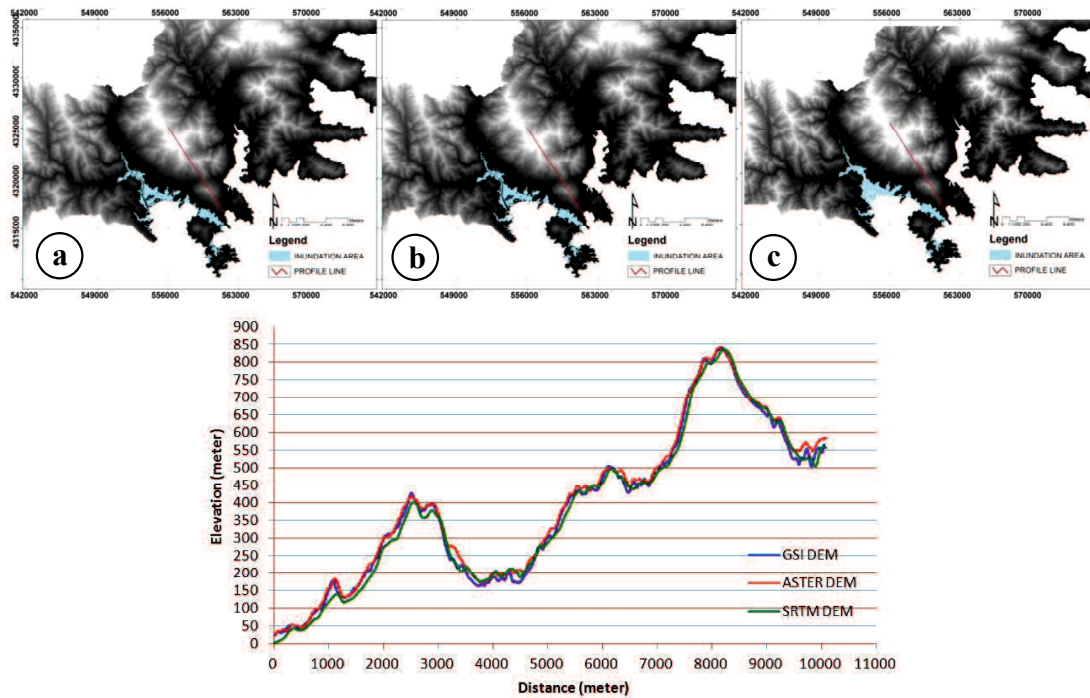 542000 549000 556000 563000 570000
542000 549000 556000 563000 570000
542000 549000 556000 563000 570000
4335000
4330000
4325000
4320000
4315000
N
Meters
Legend
INUNDATION AREA
PROFILE LINE
a
N
Meters
Legend
INUNDATION AREA
PROFILE LINE
b
N
Meters
Legend
INUNDATION AREA
PROFILE LINE
c
542000 549000 556000 563000 570000
542000 549000 556000 563000 570000
542000 549000 556000 563000 570000
Elevation (meter)
900
850
800
750
700
650
600
550
500
450
400
350
300
250
200
150
100
50
0
GSI DEM
ASTER DEM
SRTM DEM
0 1000 2000 3000 4000 5000 6000 7000 8000 9000 10000 11000
Distance (meter)